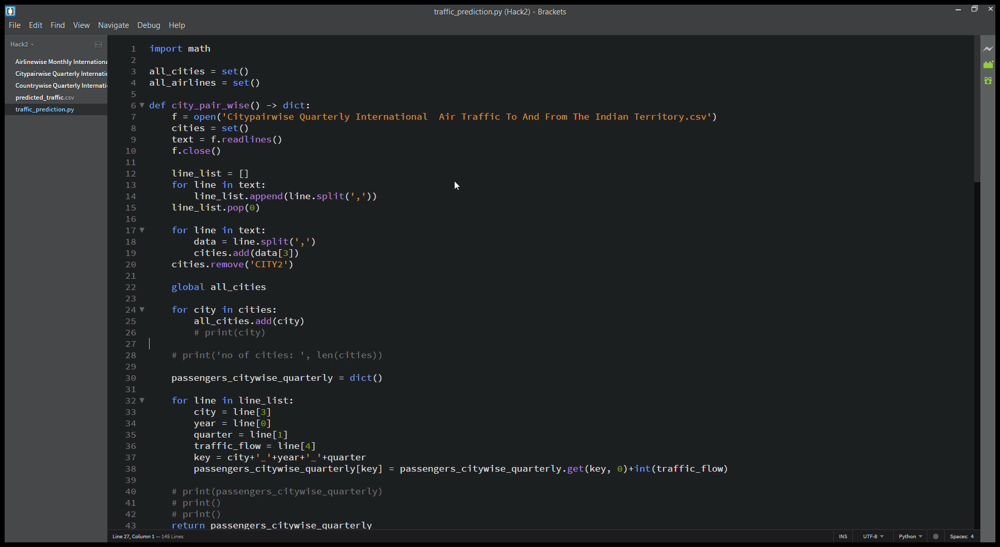 traffic_prediction.py (Hack2) - Brackets
File Edit Find View Navigate Debug Help
Hack2
Airlinewise Monthly Internationa
Citypairwise Quarterly Internatio
Countrywise Quarterly Internati
predicted_traffic.csv
traffic_prediction.py
1 import math
2
3 all_cities = set()
4 all_airlines = set()
5
6 def city_pair_wise() -> dict:
7     f = open('Citypairwise Quarterly International  Air Traffic To And From The Indian Territory.csv')
8     cities = set()
9     text = f.readlines()
10     f.close()
11
12     line_list = []
13     for line in text:
14         line_list.append(line.split(','))
15     line_list.pop(0)
16
17     for line in text:
18         data = line.split(',')
19         cities.add(data[3])
20     cities.remove('CITY2')
21
22     global all_cities
23
24     for city in cities:
25         all_cities.add(city)
26         # print(city)
27
28     # print('no of cities: ', len(cities))
29
30     passengers_citywise_quarterly = dict()
31
32     for line in line_list:
33         city = line[3]
34         year = line[0]
35         quarter = line[1]
36         traffic_flow = line[4]
37         key = city+'_'+year+'_'+quarter
38         passengers_citywise_quarterly[key] = passengers_citywise_quarterly.get(key, 0)+int(traffic_flow)
39
40     # print(passengers_citywise_quarterly)
41     # print()
42     # print()
43     return passengers_citywise_quarterly
Line 27, Column 1 — 145 Lines
INS UTF-8 Python Spaces: 4